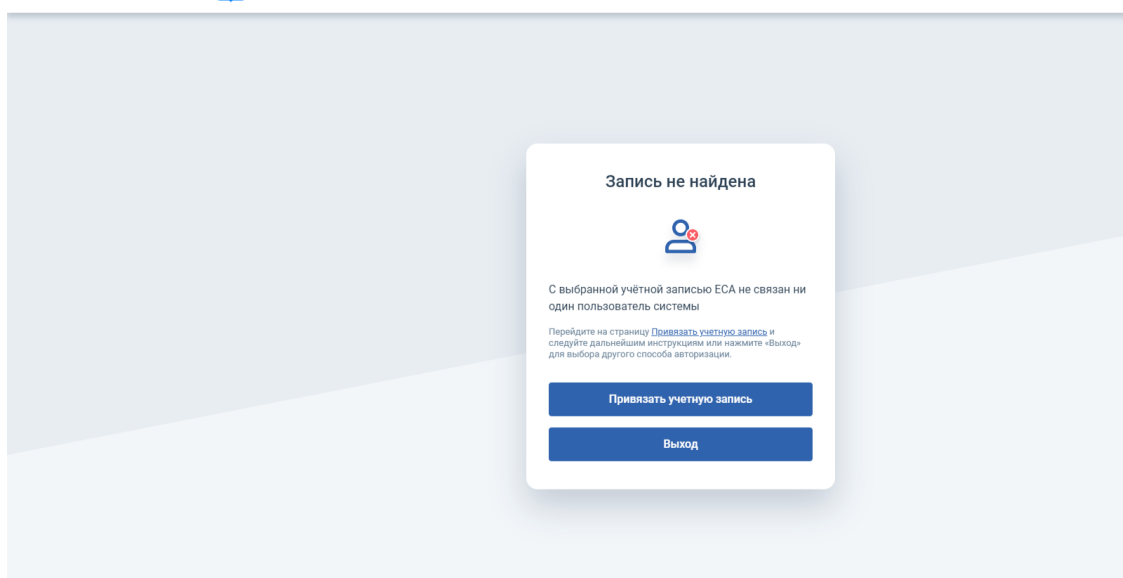 Запись не найдена
С выбранной учётной записью ЕСА не связан ни
один пользователь системы
Перейдите на страницу Привязать учетную запись и
следуйте дальнейшим инструкциям или нажмите «Выход»
для выбора другого способа авторизации.
Привязать учетную запись
Выход